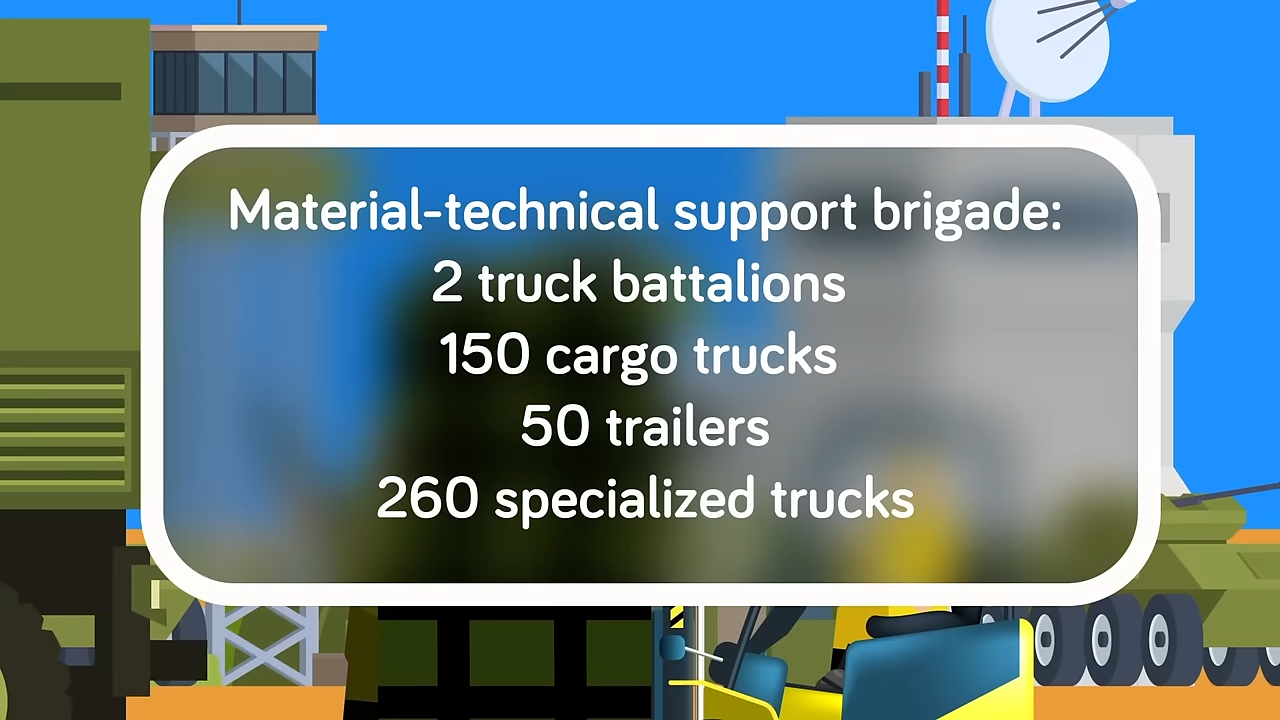 Material-technical support brigade:
2 truck battalions
150 cargo trucks
50 trailers
260 specialized trucks